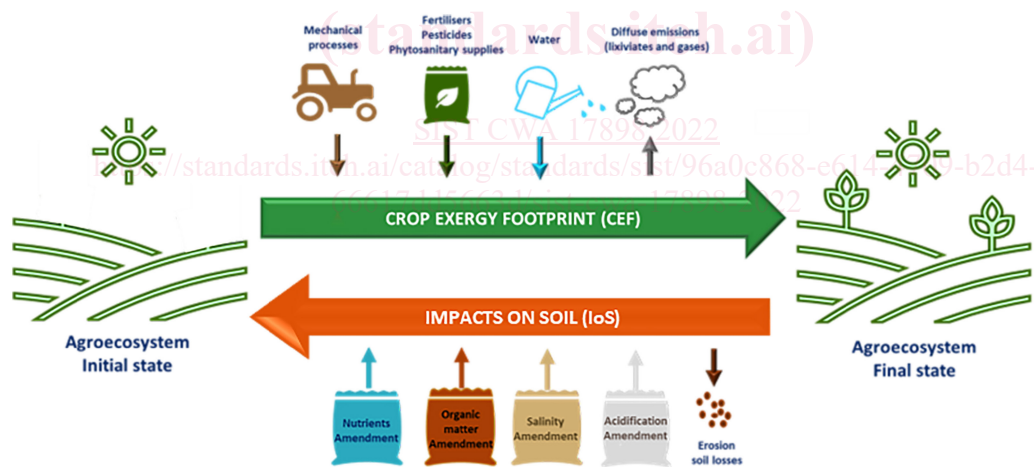 (standards.iteh.ai)
Mechanical
processes
Fertilisers
Pesticides
Phytosanitary supplies
Water
Diffuse emissions
(lixiviates and gases)
SIST CWA 17898:2022
CROP EXERGY FOOTPRINT (CEF)
IMPACTS ON SOIL (IoS)
Agroecosystem
Initial state
Agroecosystem
Final state
Nutrients
Amendment
Organic
matter
Amendment
Salinity
Amendment
Acidification
Amendment
Erosion
soil losses